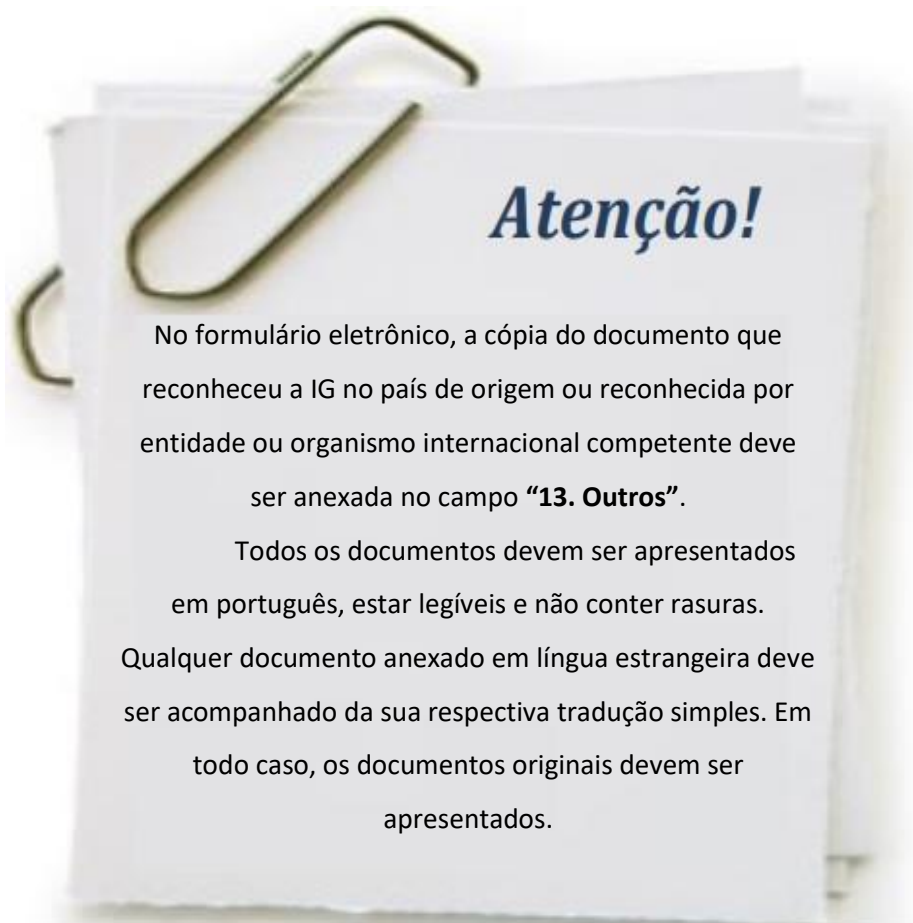 Atenção!
No formulário eletrônico, a cópia do documento que
reconheceu a IG no país de origem ou reconhecida por
entidade ou organismo internacional competente deve
ser anexada no campo “13. Outros”.
Todos os documentos devem ser apresentados
em português, estar legíveis e não conter rasuras.
Qualquer documento anexado em língua estrangeira deve
ser acompanhado da sua respectiva tradução simples. Em
todo caso, os documentos originais devem ser
apresentados.